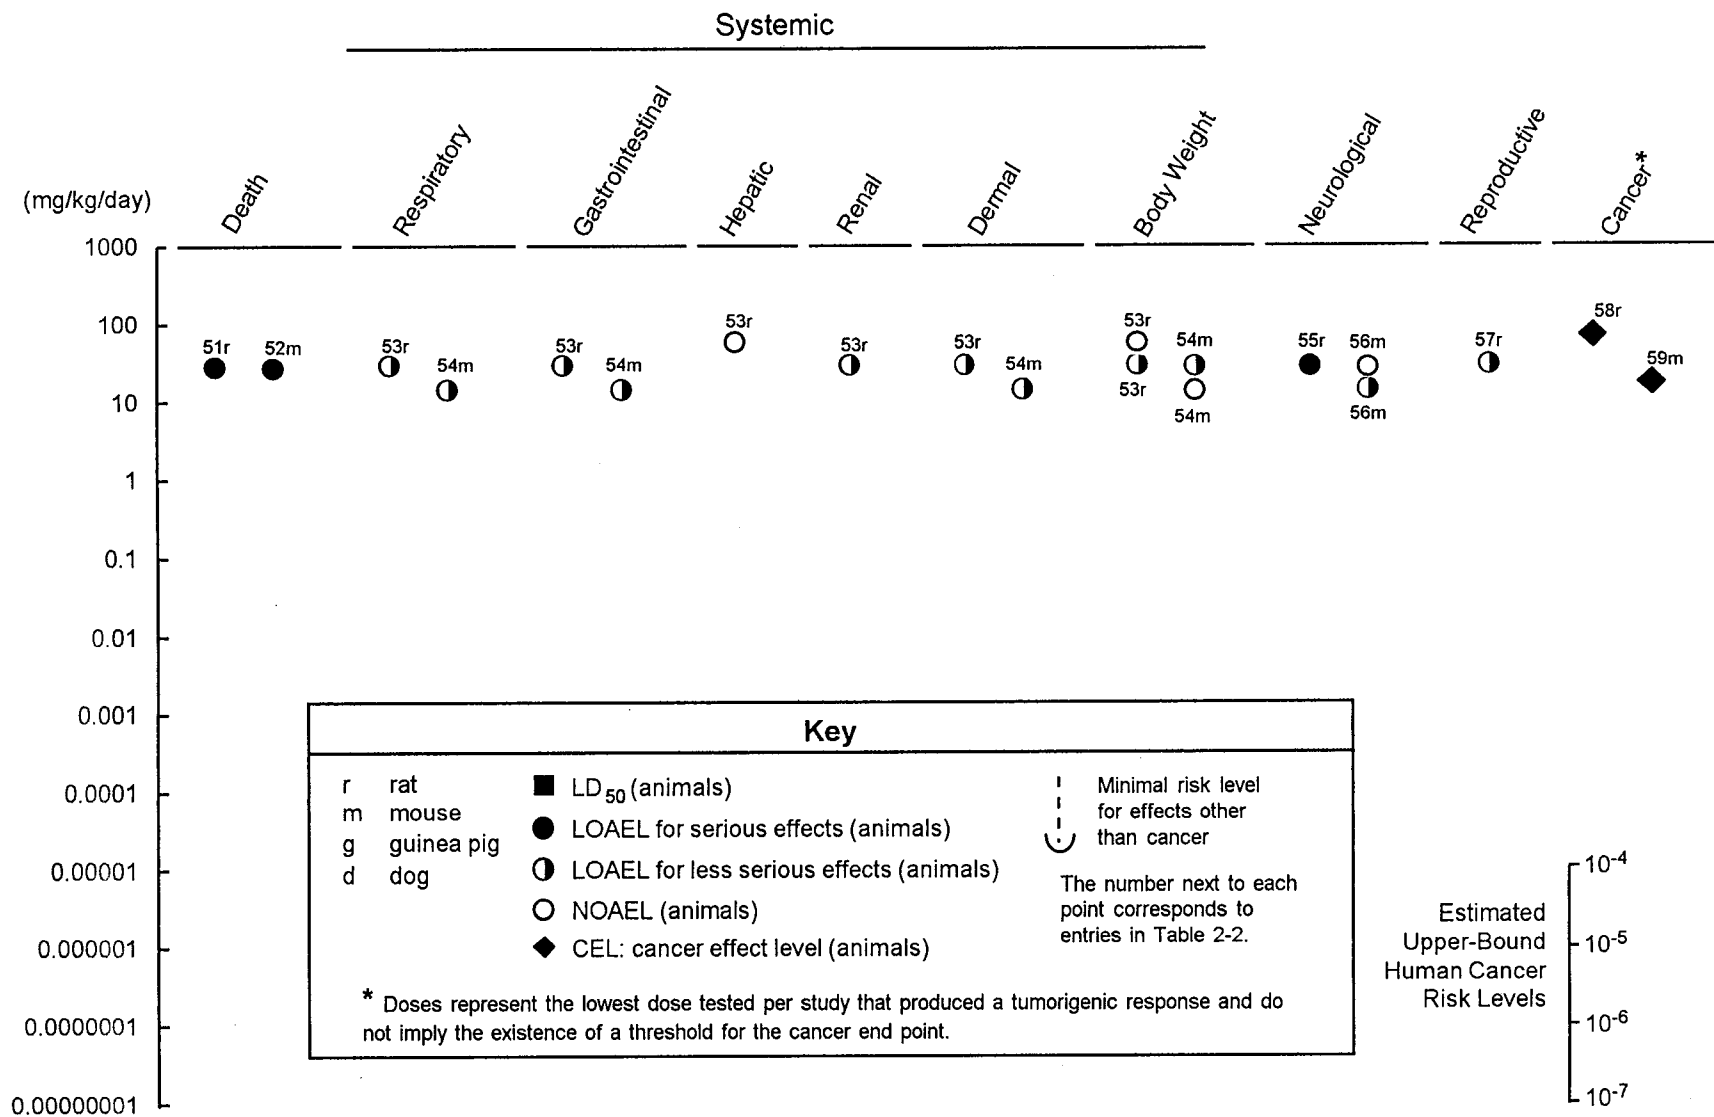 Systemic
(mg/kg/day)
Death
Respiratory
Gastrointestinal
Hepatic
Renal
Dermal
Body Weight
Neurological
Reproductive
Cancer*
1000
100
10
1
0.1
0.01
0.001
0.0001
0.00001
0.000001
0.0000001
0.00000001
51r
52m
53r
54m
53r
54m
53r
53r
53r
54m
53r
53r
54m
54m
55r
56m
56m
57r
58r
59m
Key
r rat
m mouse
g guinea pig
d dog
LD50 (animals)
LOAEL for serious effects (animals)
LOAEL for less serious effects (animals)
NOAEL (animals)
CEL: cancer effect level (animals)
Minimal risk level
for effects other
than cancer
The number next to each
point corresponds to
entries in Table 2-2.
* Doses represent the lowest dose tested per study that produced a tumorigenic response and do
not imply the existence of a threshold for the cancer end point.
Estimated
Upper-Bound
Human Cancer
Risk Levels
10-4
10-5
10-6
10-7